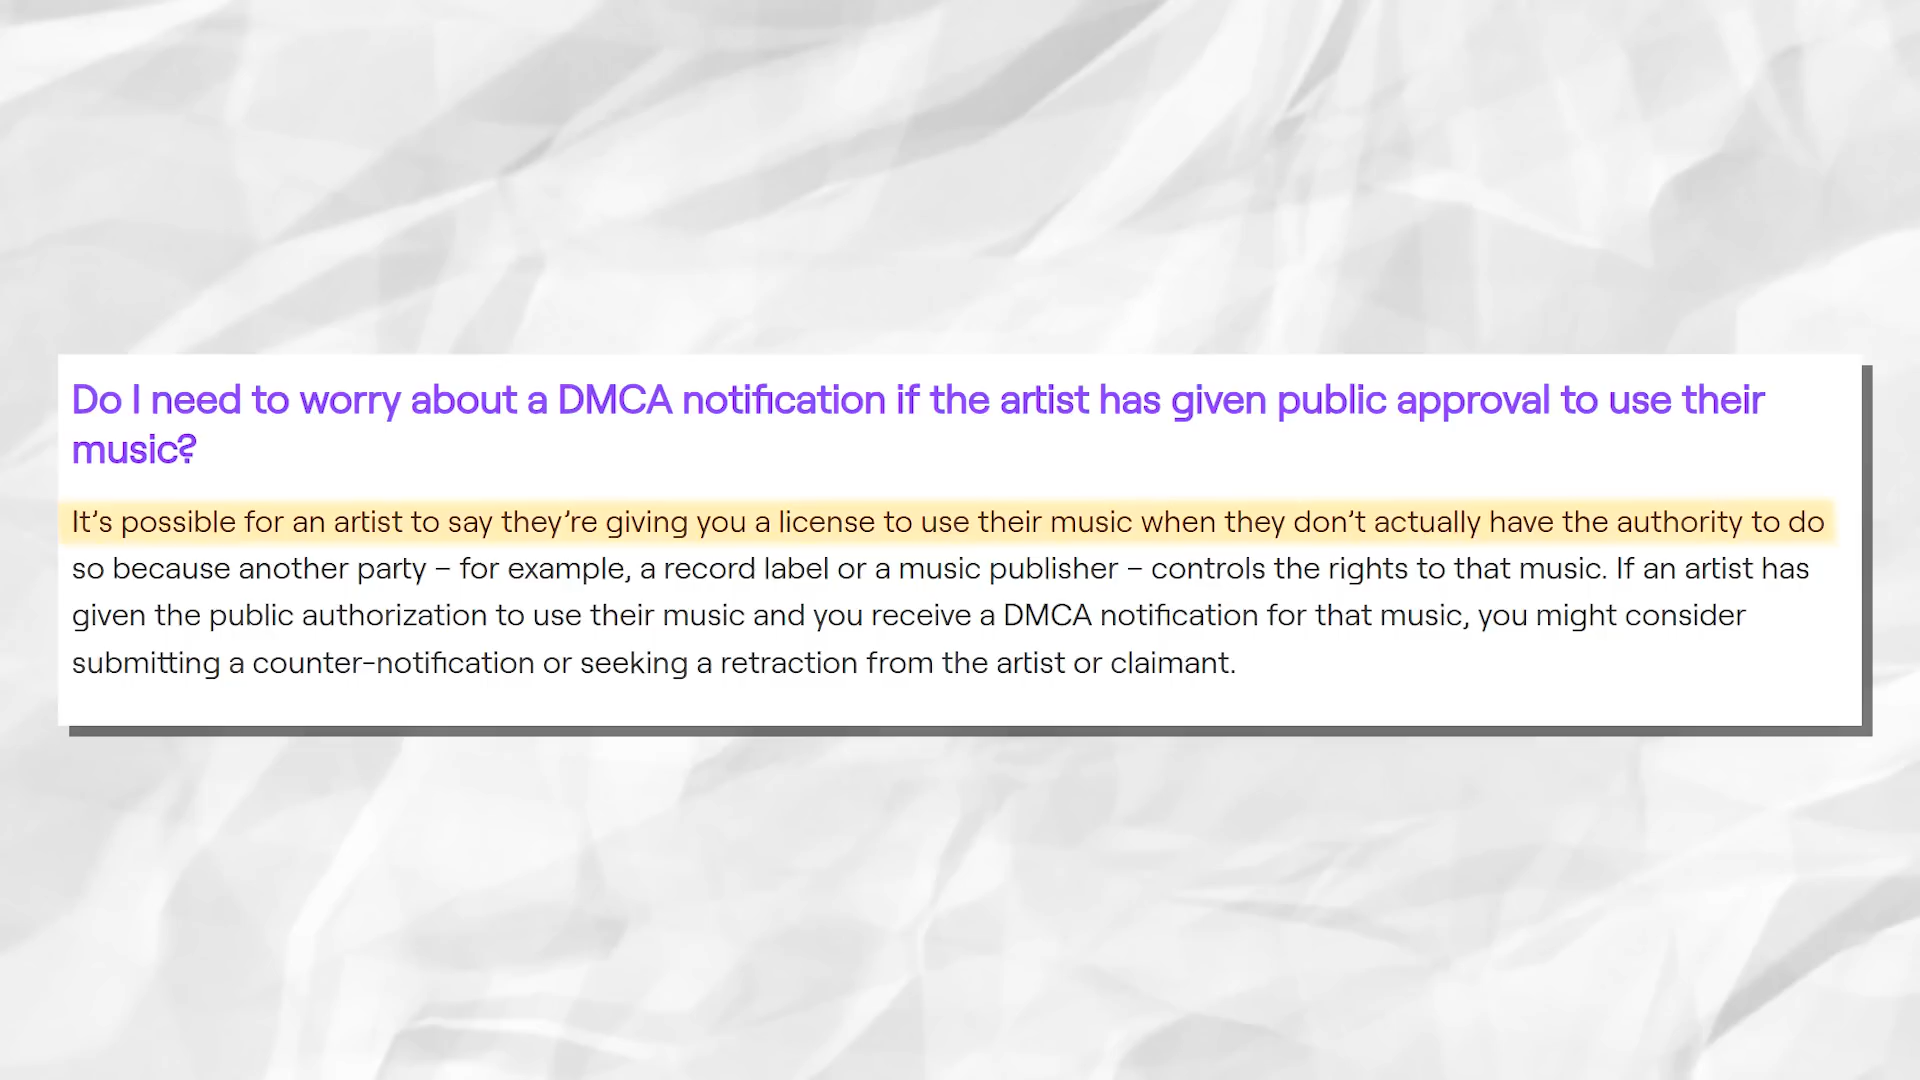 Do I need to worry about a DMCA notification if the artist has given public approval to use their
music?
It’s possible for an artist to say they’re giving you a license to use their music when they don’t actually have the authority to do
so because another party – for example, a record label or a music publisher – controls the rights to that music. If an artist has
given the public authorization to use their music and you receive a DMCA notification for that music, you might consider
submitting a counter-notification or seeking a retraction from the artist or claimant.